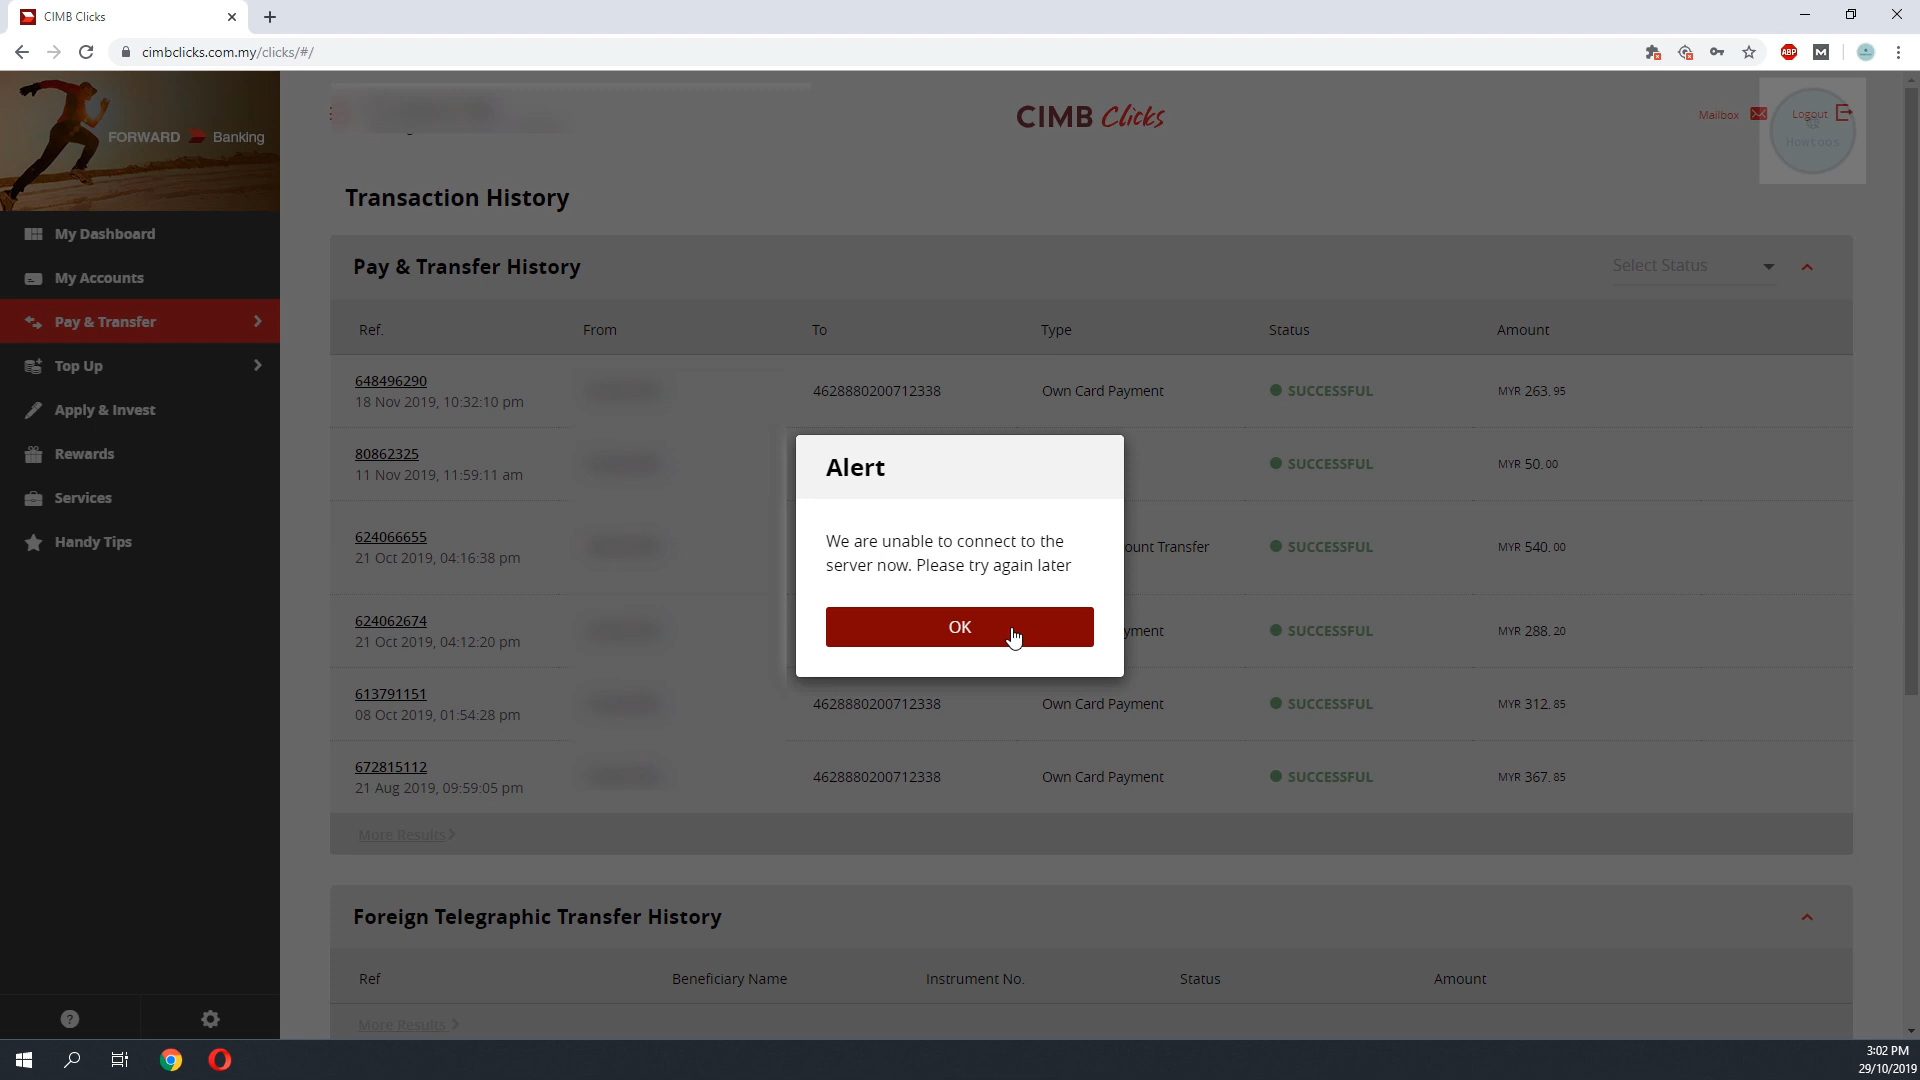 CIMB Clicks
cimbclicks.com.my/clicks/#/
ABP
M
FORWARD Banking
CIMB Clicks
Mailbox
Logout
Howtoos
My Dashboard
My Accounts
Pay & Transfer
Top Up
Apply & Invest
Rewards
Services
Handy Tips
Transaction History
Pay & Transfer History
Select Status
Ref. From To Type Status Amount
648496290
18 Nov 2019, 10:32:10 pm
4628880200712338 Own Card Payment SUCCESSFUL MYR 263.95
80862325
11 Nov 2019, 11:59:11 am
SUCCESSFUL MYR 50.00
624066655
21 Oct 2019, 04:16:38 pm
ount Transfer SUCCESSFUL MYR 540.00
624062674
21 Oct 2019, 04:12:20 pm
yment SUCCESSFUL MYR 288.20
613791151
08 Oct 2019, 01:54:28 pm
4628880200712338 Own Card Payment SUCCESSFUL MYR 312.85
672815112
21 Aug 2019, 09:59:05 pm
4628880200712338 Own Card Payment SUCCESSFUL MYR 367.85
More Results
Alert
We are unable to connect to the
server now. Please try again later
OK
Foreign Telegraphic Transfer History
Ref Beneficiary Name Instrument No. Status Amount
More Results
3:02 PM
29/10/2019